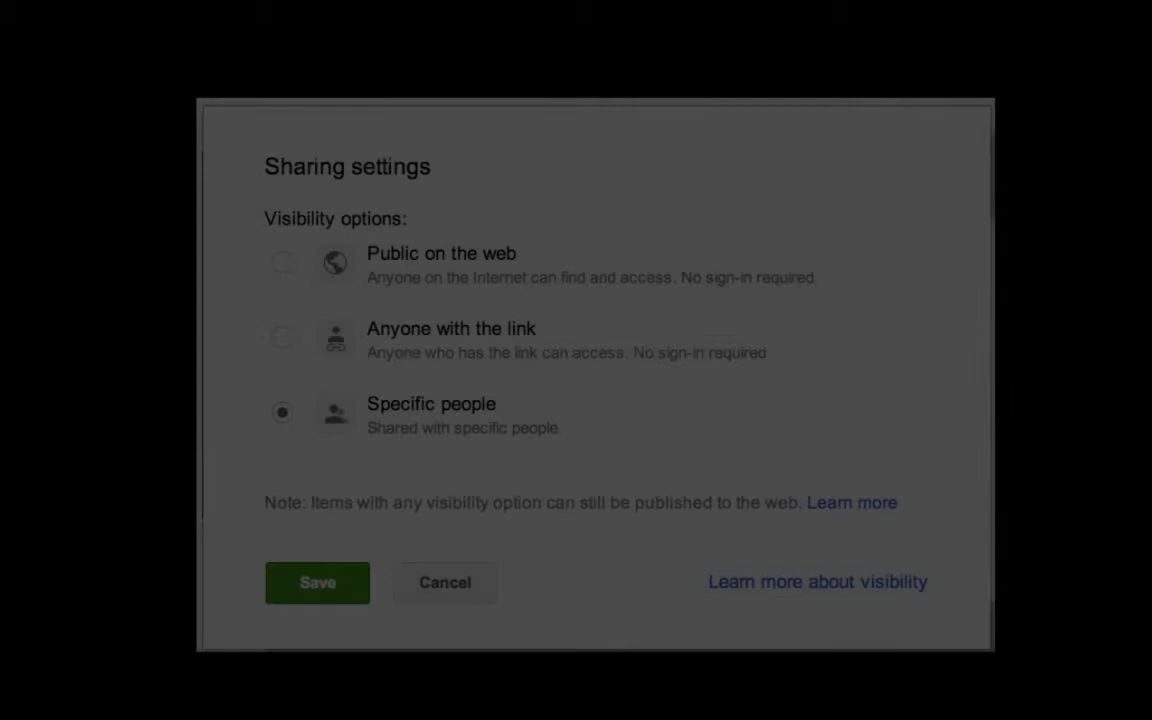 Sharing settings
Visibility options:
Public on the web
Anyone on the Internet can find and access. No sign-in required.
Anyone with the link
Anyone who has the link can access. No sign-in required
Specific people
Shared with specific people
Note: Items with any visibility option can still be published to the web. Learn more
Save Cancel Learn more about visibility